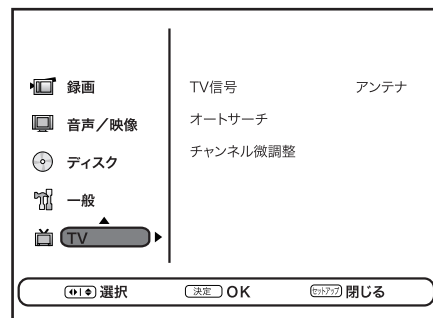 録画
音声／映像
ディスク
一般
TV
TV信号 アンテナ
オートサーチ
チャンネル微調整
選択 決定 OK セットアップ 閉じる